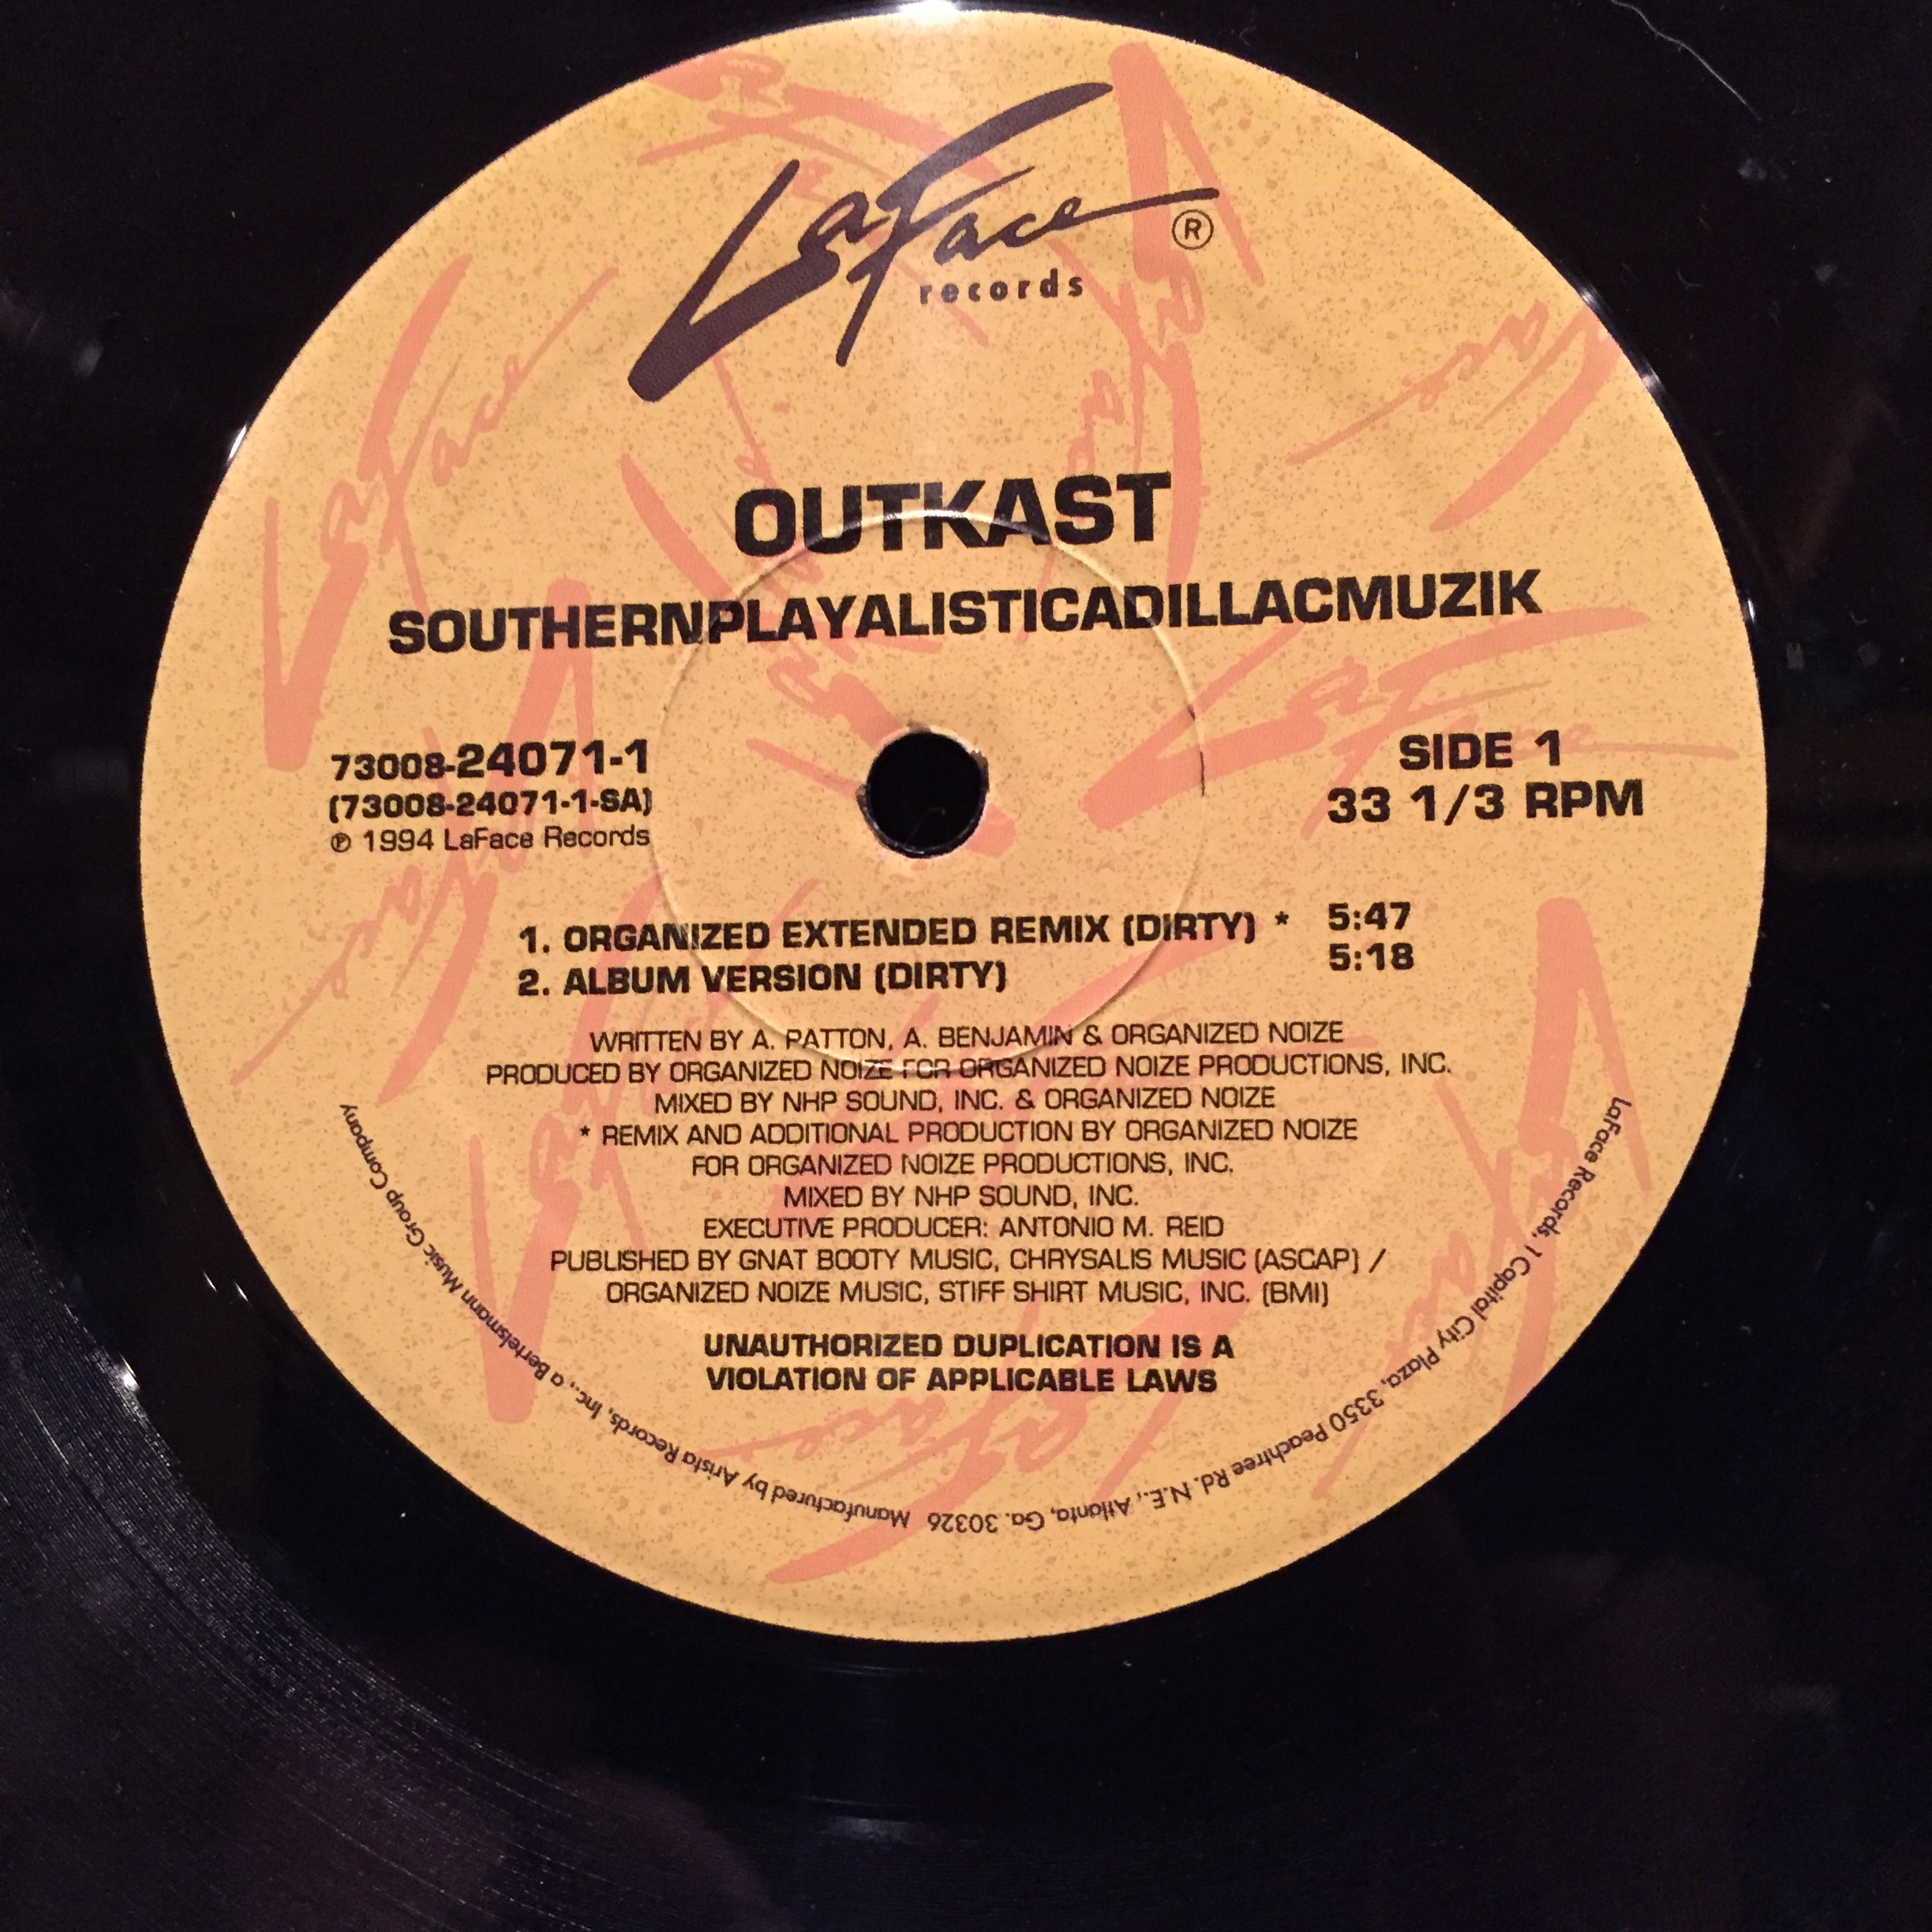 LaFace ®
records
OUTKAST
SOUTHERNPLAYALISTICADILLACMUZIK
73008-24071-1
(73008-24071-1-SA)
℗ 1994 LaFace Records
SIDE 1
33 1/3 RPM
1. ORGANIZED EXTENDED REMIX (DIRTY) * 5:47
2. ALBUM VERSION (DIRTY) 5:18
WRITTEN BY A. PATTON, A. BENJAMIN & ORGANIZED NOIZE
PRODUCED BY ORGANIZED NOIZE FOR ORGANIZED NOIZE PRODUCTIONS, INC.
MIXED BY NHP SOUND, INC. & ORGANIZED NOIZE
* REMIX AND ADDITIONAL PRODUCTION BY ORGANIZED NOIZE
FOR ORGANIZED NOIZE PRODUCTIONS, INC.
MIXED BY NHP SOUND, INC.
EXECUTIVE PRODUCER: ANTONIO M. REID
PUBLISHED BY GNAT BOOTY MUSIC, CHRYSALIS MUSIC (ASCAP) /
ORGANIZED NOIZE MUSIC, STIFF SHIRT MUSIC, INC. (BMI)
UNAUTHORIZED DUPLICATION IS A
VIOLATION OF APPLICABLE LAWS
LaFace Records, 1 Capital City Plaza, 3350 Peachtree Rd. N.E., Atlanta, Ga. 30326 Manufactured by Arista Records, Inc., a Bertelsmann Music Group Company